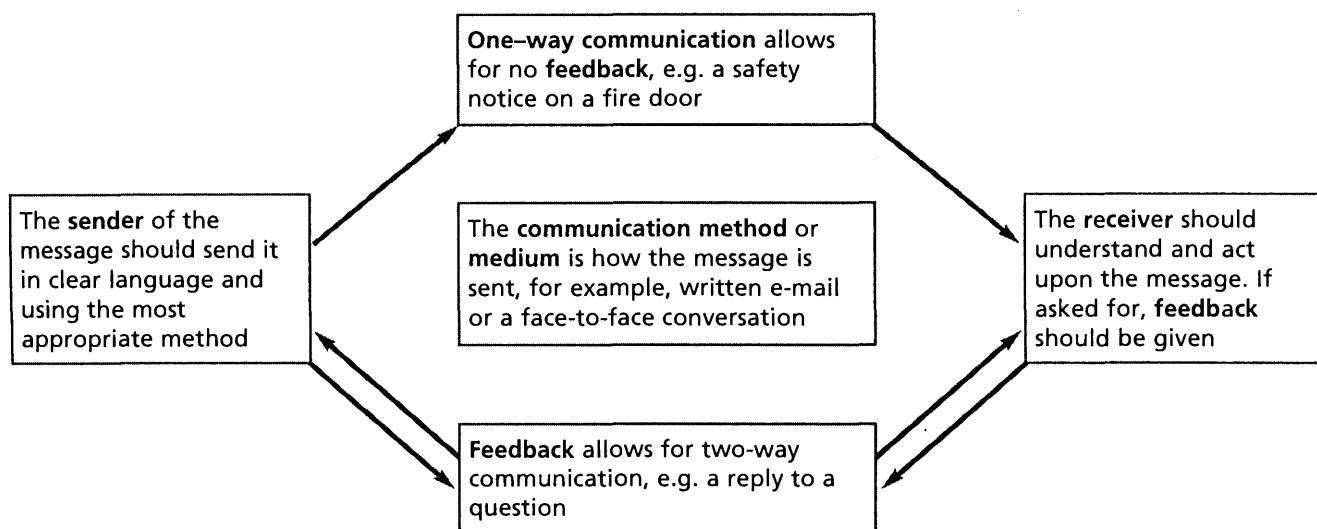 One–way communication allows
for no feedback, e.g. a safety
notice on a fire door
The sender of the
message should send it
in clear language and
using the most
appropriate method
The communication method or
medium is how the message is
sent, for example, written e-mail
or a face-to-face conversation
The receiver should
understand and act
upon the message. If
asked for, feedback
should be given
Feedback allows for two-way
communication, e.g. a reply to a
question